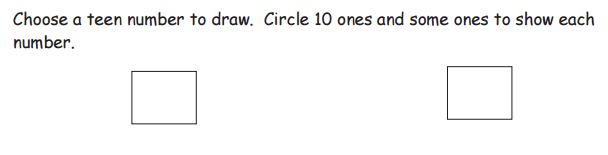 Choose a teen number to draw. Circle 10 ones and some ones to show each
number.